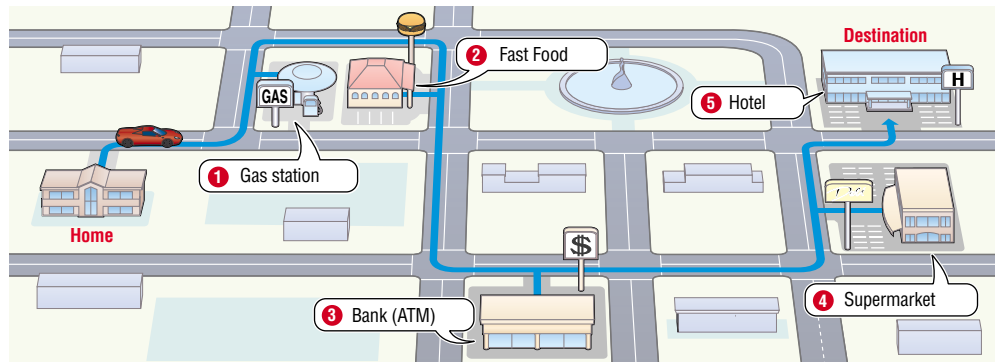 Destination
2 Fast Food
GAS
5 Hotel
H
1 Gas station
Home
$
3 Bank (ATM)
4 Supermarket